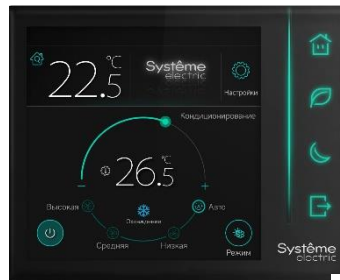 22.5 °C
Systême
electric
Настройки
Кондиционирование
26.5 °C
− +
Высокая
Авто
Охлаждение
Средняя
Низкая
Режим
Systême
electric